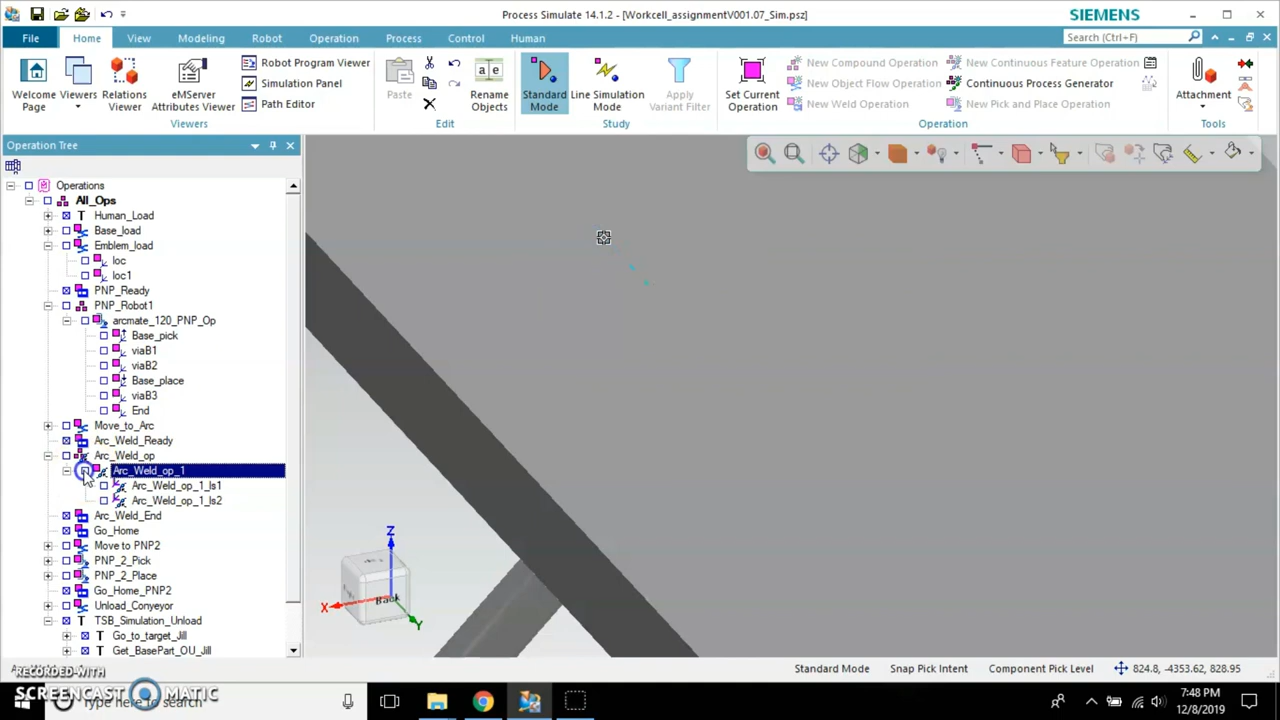 Process Simulate 14.1.2 - [Workcell_assignmentV001.07_Sim.psz]
SIEMENS
File Home View Modeling Robot Operation Process Control Human
Search (Ctrl+F)
Welcome Page
Viewers
Relations Viewer
eMServer Attributes Viewer
Robot Program Viewer
Simulation Panel
Path Editor
Viewers
Paste
Rename Objects
Edit
Standard Mode
Line Simulation Mode
Apply Variant Filter
Study
Set Current Operation
New Compound Operation
New Object Flow Operation
New Weld Operation
New Continuous Feature Operation
Continuous Process Generator
New Pick and Place Operation
Operation
Attachment
Tools
Operation Tree
Operations
All_Ops
Human_Load
Base_load
Emblem_load
loc
loc1
PNP_Ready
PNP_Robot1
arcmate_120_PNP_Op
Base_pick
viaB1
viaB2
Base_place
viaB3
End
Move_to_Arc
Arc_Weld_Ready
Arc_Weld_op
Arc_Weld_op_1
Arc_Weld_op_1_ls1
Arc_Weld_op_1_ls2
Arc_Weld_End
Go_Home
Move to PNP2
PNP_2_Pick
PNP_2_Place
Go_Home_PNP2
Unload_Conveyor
TSB_Simulation_Unload
Go_to_target_Jill
Get_BasePart_OU_Jill
Z
X
Y
Back
Standard Mode Snap Pick Intent Component Pick Level 824.8, -4353.62, 828.95
RECORDED WITH
SCREENCAST MATIC
Type here to search
7:48 PM
12/8/2019